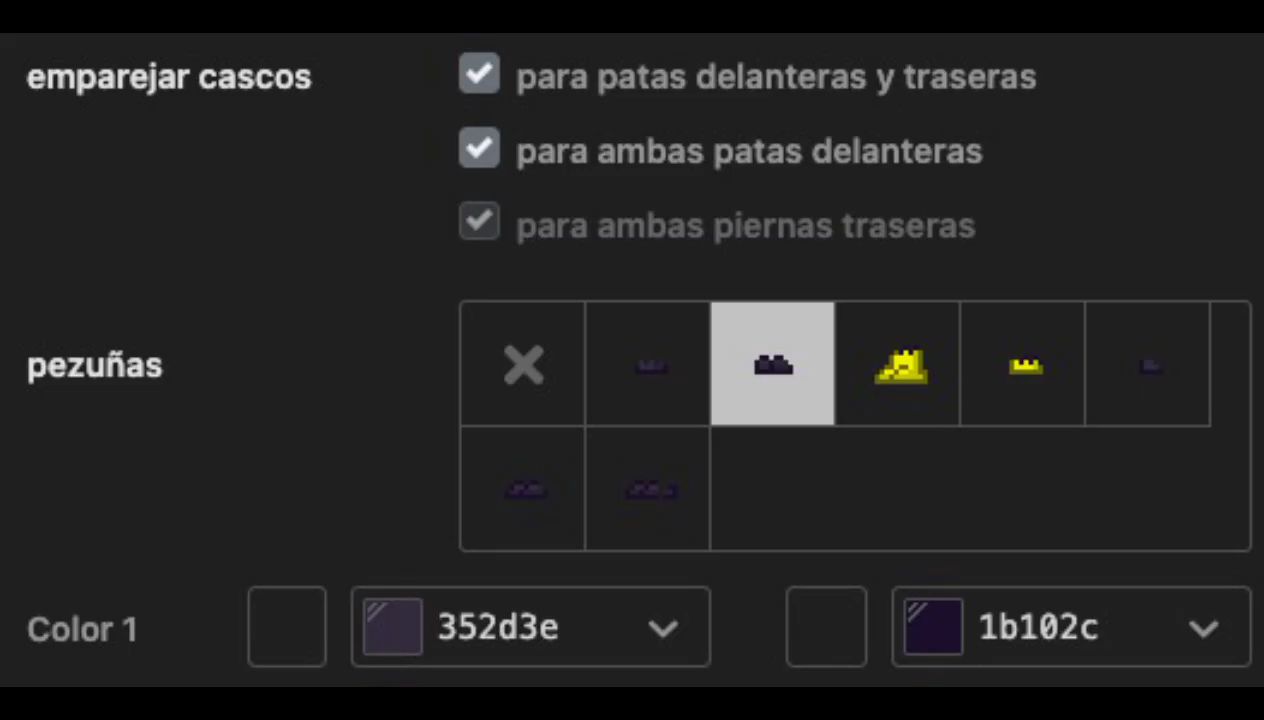 emparejar cascos
para patas delanteras y traseras
para ambas patas delanteras
para ambas piernas traseras
pezuñas
Color 1
352d3e
1b102c